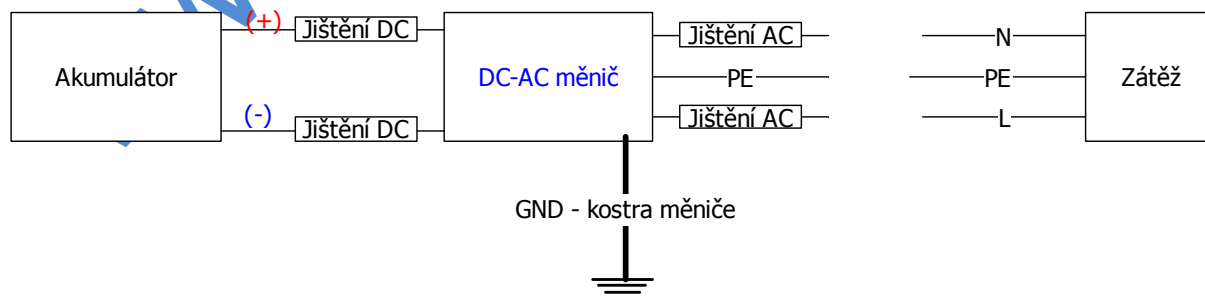 (+)
Jištění DC
Jištění AC
N
Akumulátor
DC-AC měnič
PE
PE
Zátěž
(-)
Jištění DC
Jištění AC
L
GND - kostra měniče